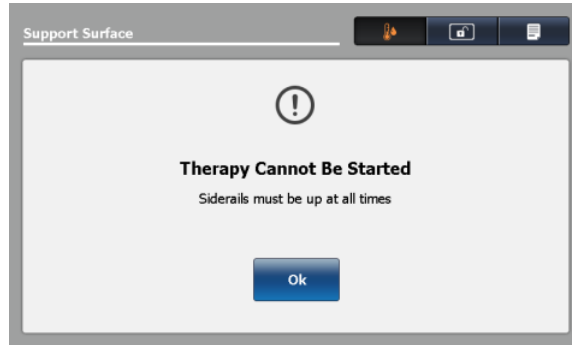 Support Surface
Therapy Cannot Be Started
Siderails must be up at all times
Ok